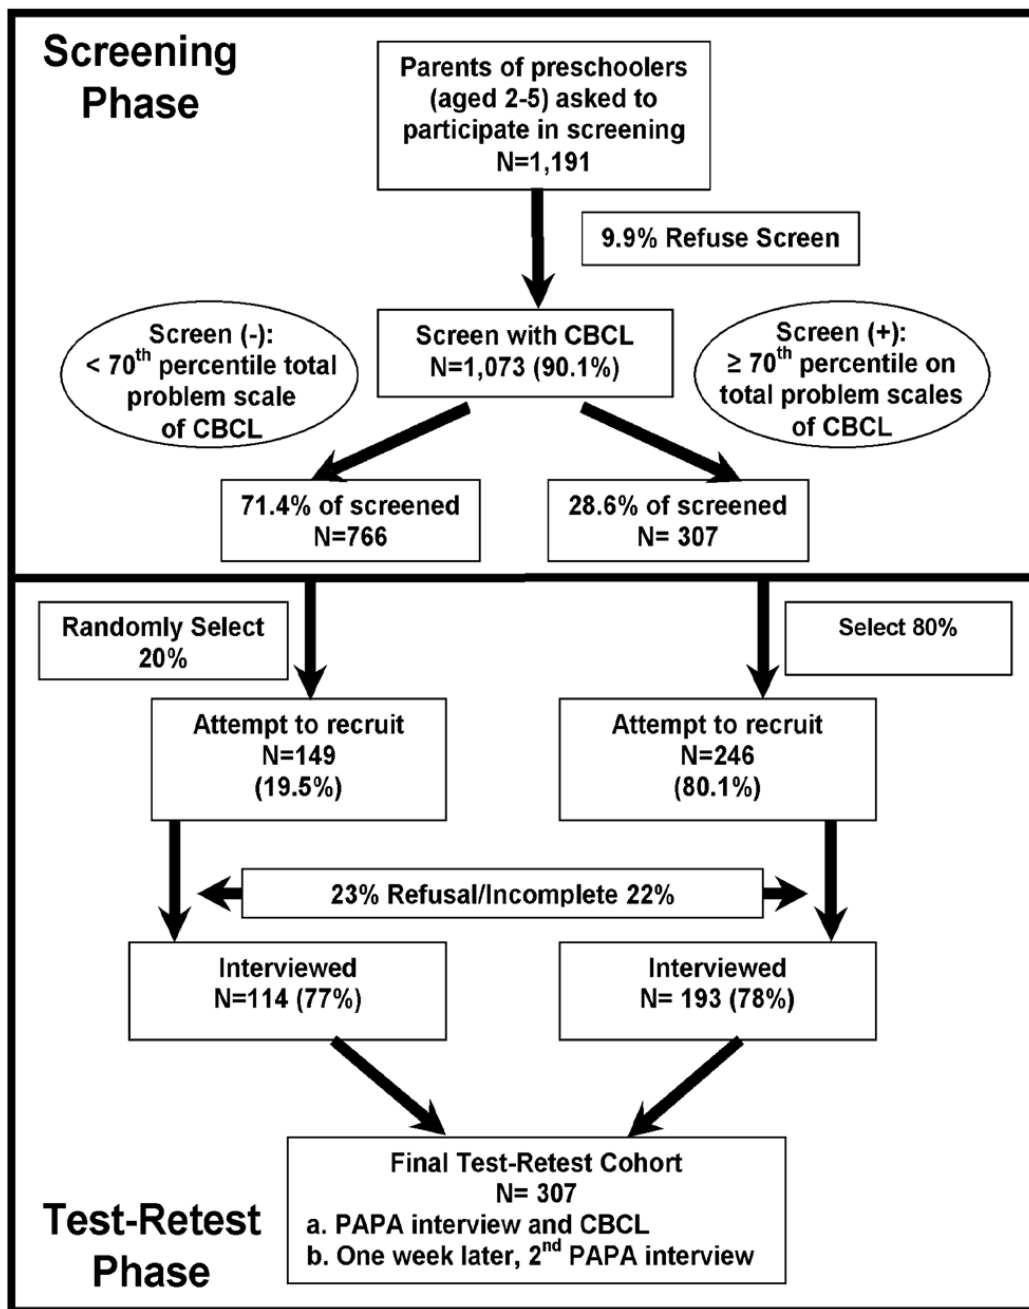 Screening
Phase
Parents of preschoolers
(aged 2-5) asked to
participate in screening
N=1,191
9.9% Refuse Screen
Screen (-):
< 70th percentile total
problem scale
of CBCL
Screen with CBCL
N=1,073 (90.1%)
Screen (+):
≥ 70th percentile on
total problem scales
of CBCL
71.4% of screened
N=766
28.6% of screened
N= 307
Randomly Select
20%
Select 80%
Attempt to recruit
N=149
(19.5%)
Attempt to recruit
N=246
(80.1%)
23% Refusal/Incomplete 22%
Interviewed
N=114 (77%)
Interviewed
N= 193 (78%)
Final Test-Retest Cohort
N= 307
a. PAPA interview and CBCL
b. One week later, 2nd PAPA interview
Test-Retest
Phase